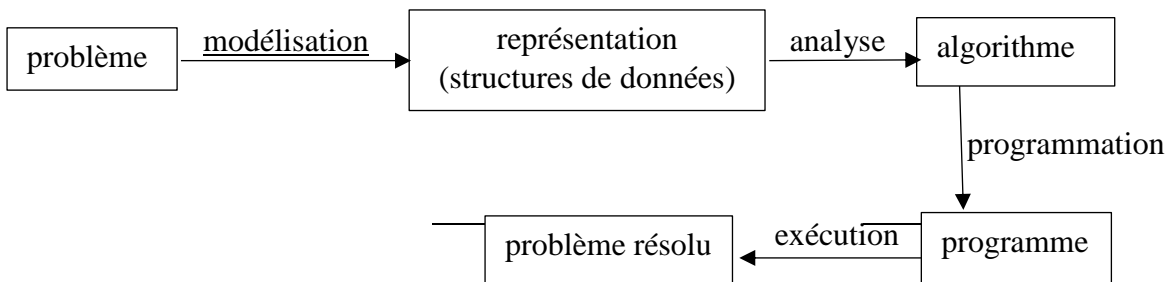 problème
modélisation
représentation
(structures de données)
analyse
algorithme
programmation
programme
exécution
problème résolu